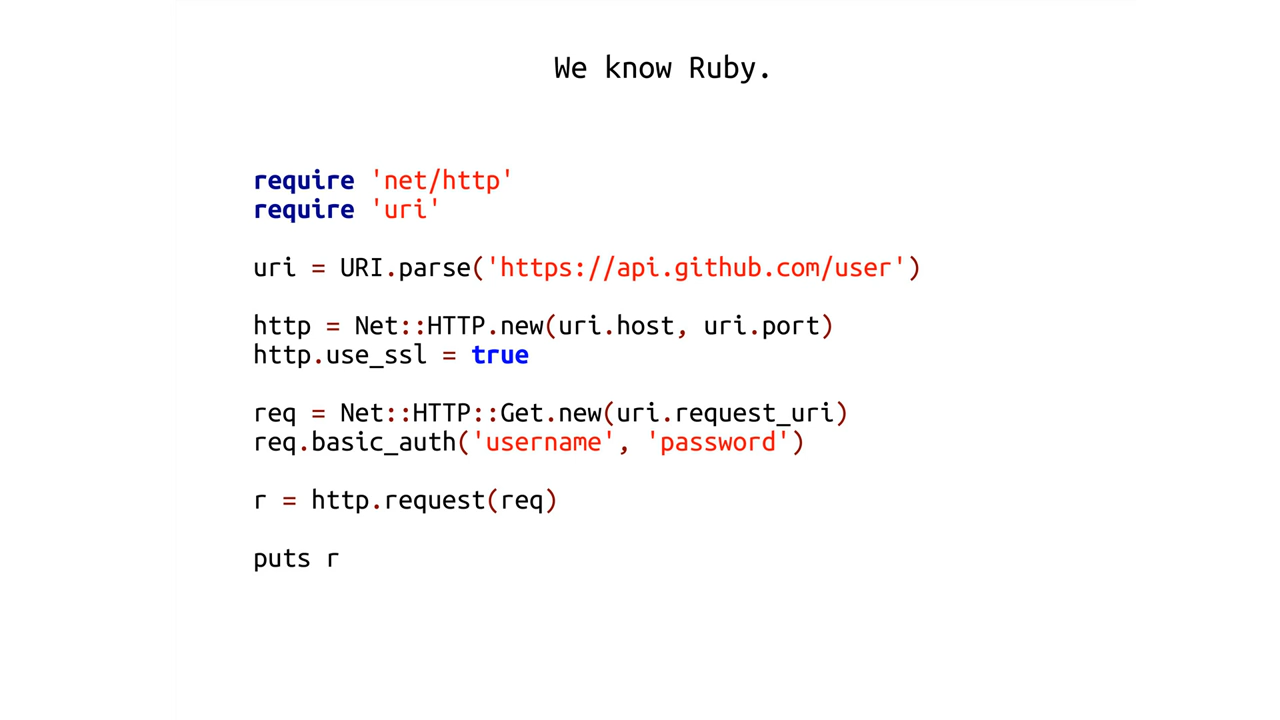 We know Ruby.
require 'net/http'
require 'uri'
uri = URI.parse('https://api.github.com/user')
http = Net::HTTP.new(uri.host, uri.port)
http.use_ssl = true
req = Net::HTTP::Get.new(uri.request_uri)
req.basic_auth('username', 'password')
r = http.request(req)
puts r